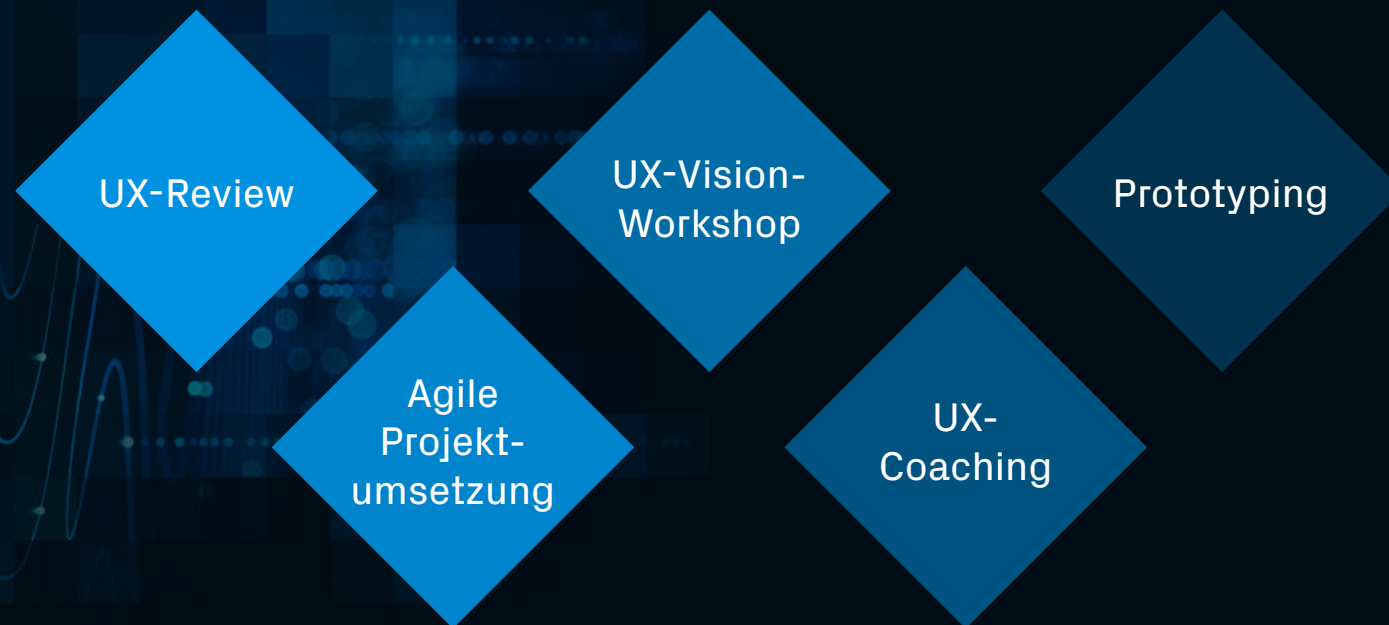 UX-Review
Agile
Projekt-
umsetzung
UX-Vision-
Workshop
UX-
Coaching
Prototyping